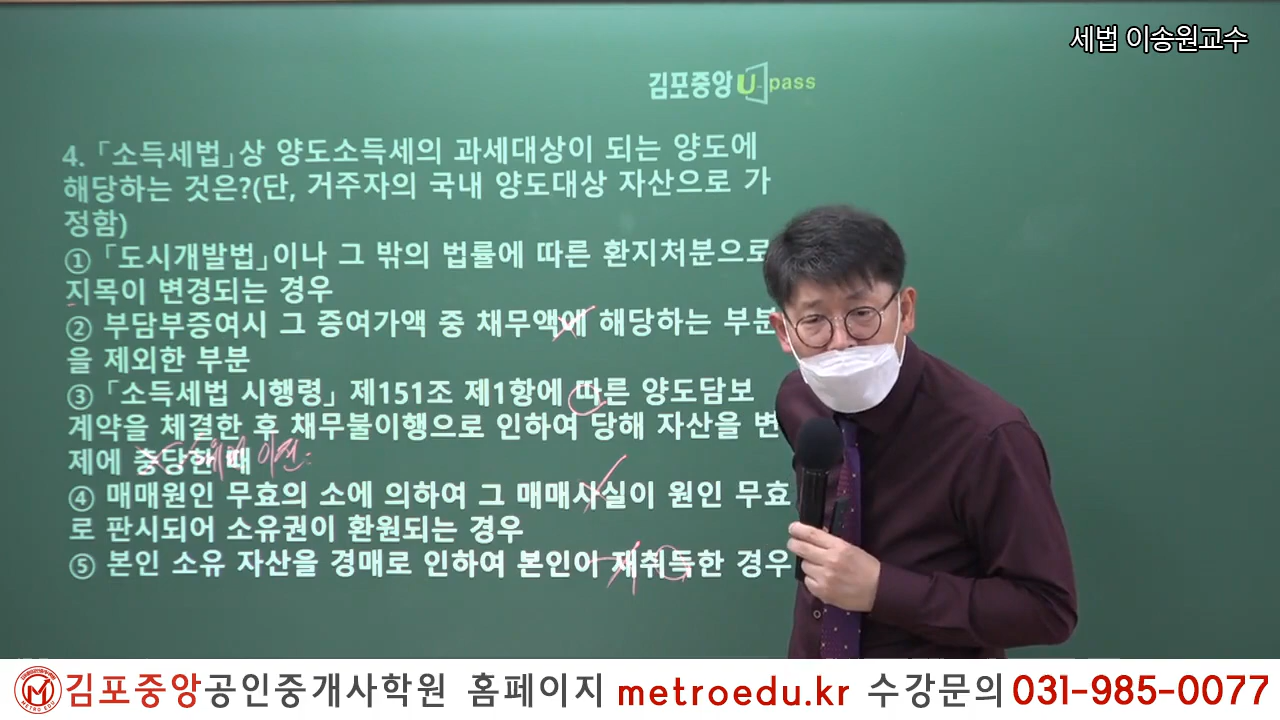 세법 이송원교수
김포중앙 U-pass
4. 「소득세법」상 양도소득세의 과세대상이 되는 양도에
해당하는 것은?(단, 거주자의 국내 양도대상 자산으로 가
정함)
① 「도시개발법」이나 그 밖의 법률에 따른 환지처분으로
지목이 변경되는 경우
② 부담부증여시 그 증여가액 중 채무액에 해당하는 부분
을 제외한 부분
③ 「소득세법 시행령」 제151조 제1항에 따른 양도담보
계약을 체결한 후 채무불이행으로 인하여 당해 자산을 변
제에 충당한 때
④ 매매원인 무효의 소에 의하여 그 매매사실이 원인 무효
로 판시되어 소유권이 환원되는 경우
⑤ 본인 소유 자산을 경매로 인하여 본인이 재취득한 경우
METRO EDU 김포중앙공인중개사학원 홈페이지 metroedu.kr 수강문의 031-985-0077